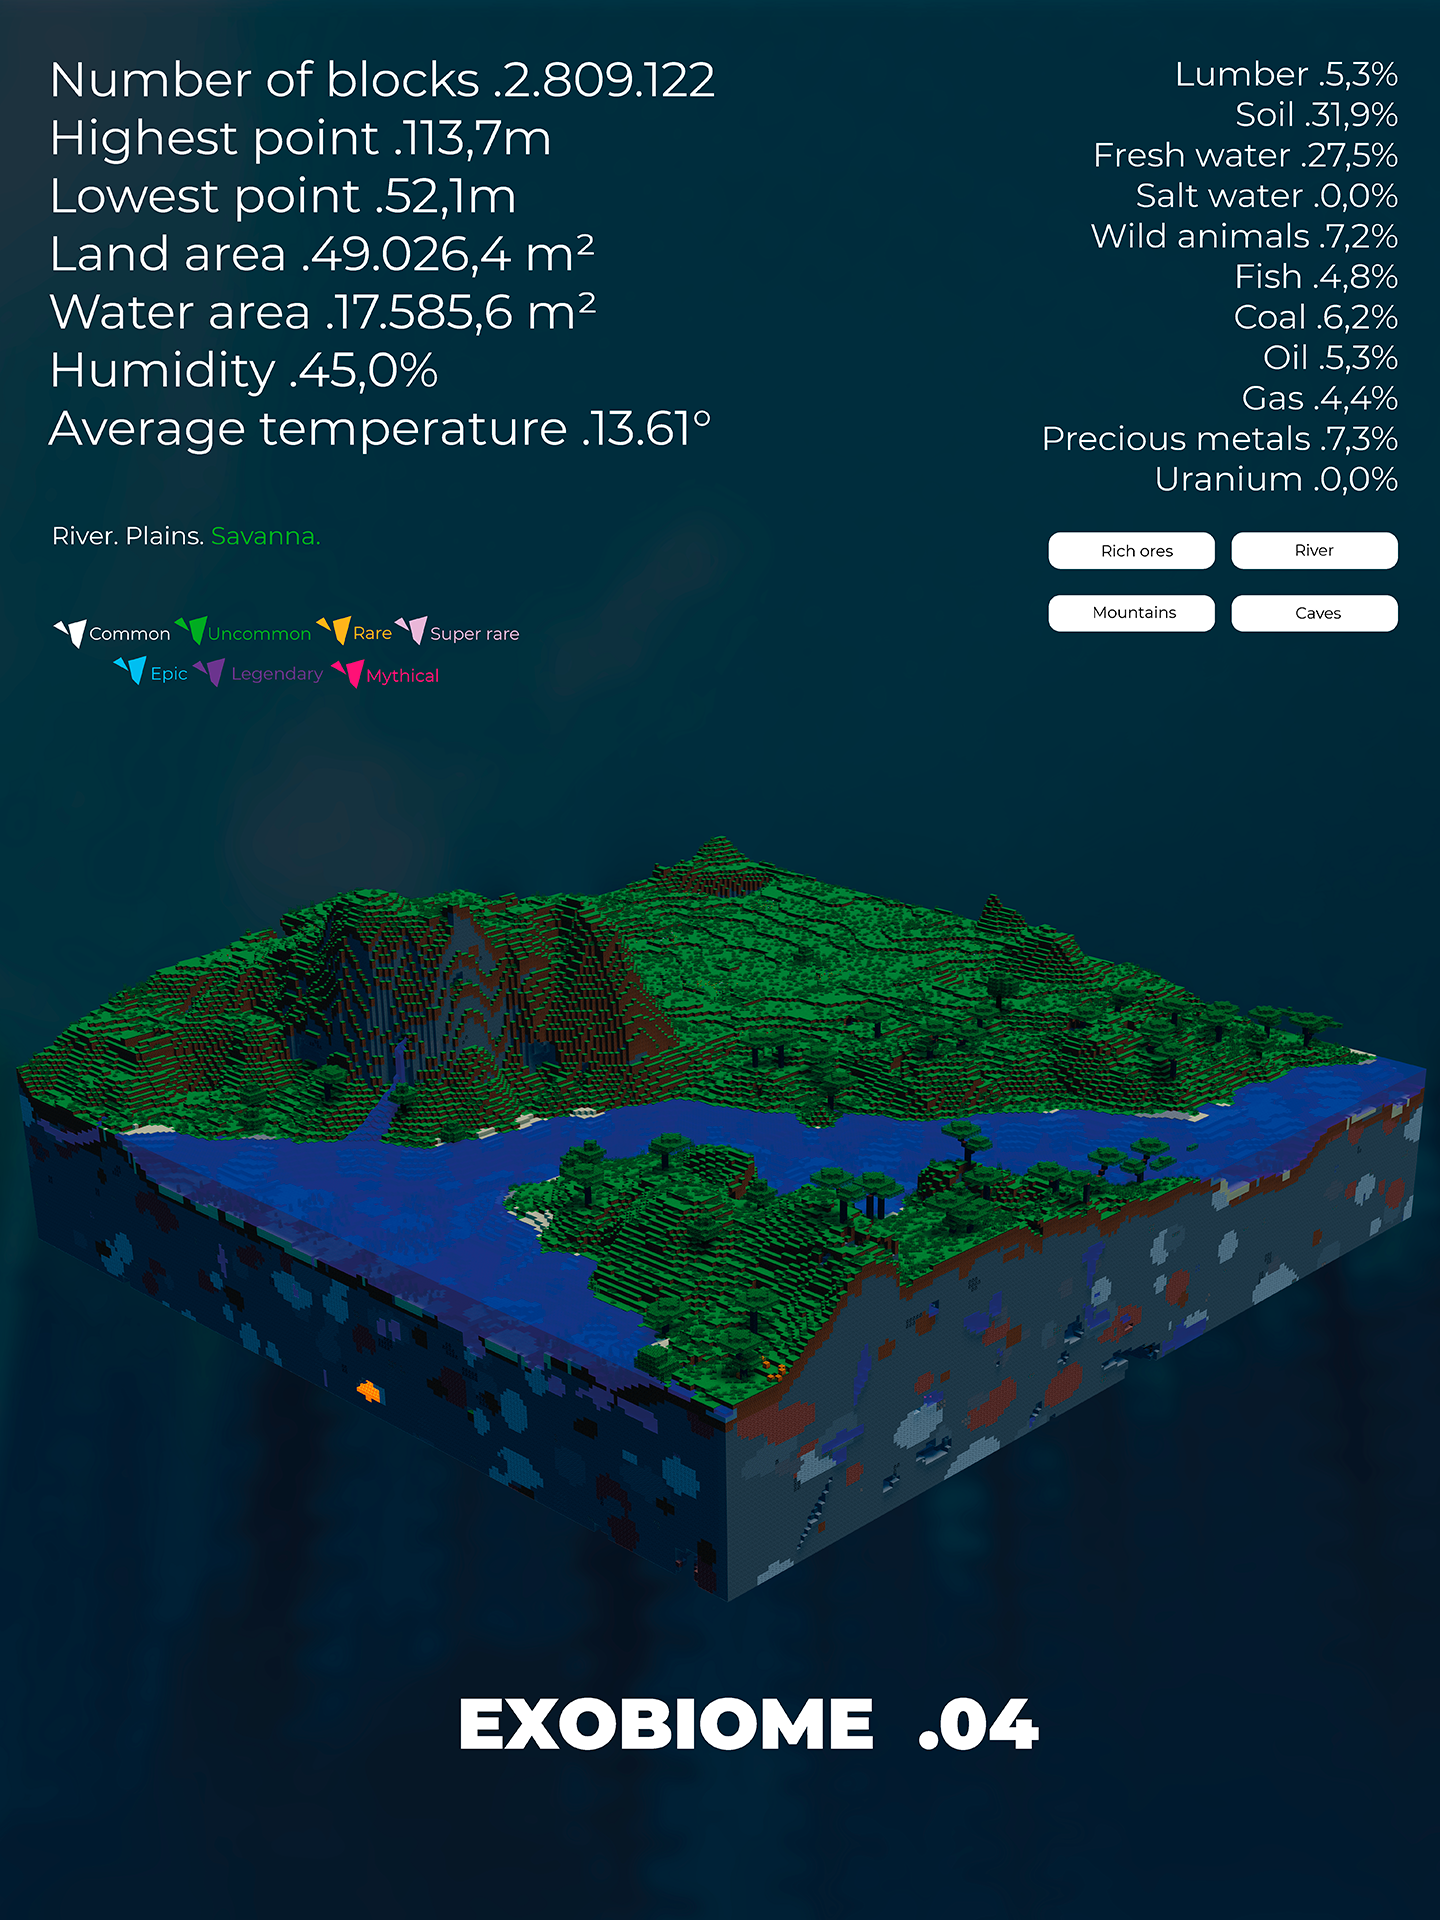 Number of blocks .2.809.122
Highest point .113,7m
Lowest point .52,1m
Land area .49.026,4 m²
Water area .17.585,6 m²
Humidity .45,0%
Average temperature .13.61°
River. Plains. Savanna.
Common Uncommon Rare Super rare
Epic Legendary Mythical
Lumber .5,3%
Soil .31,9%
Fresh water .27,5%
Salt water .0,0%
Wild animals .7,2%
Fish .4,8%
Coal .6,2%
Oil .5,3%
Gas .4,4%
Precious metals .7,3%
Uranium .0,0%
Rich ores River
Mountains Caves
EXOBIOME .04